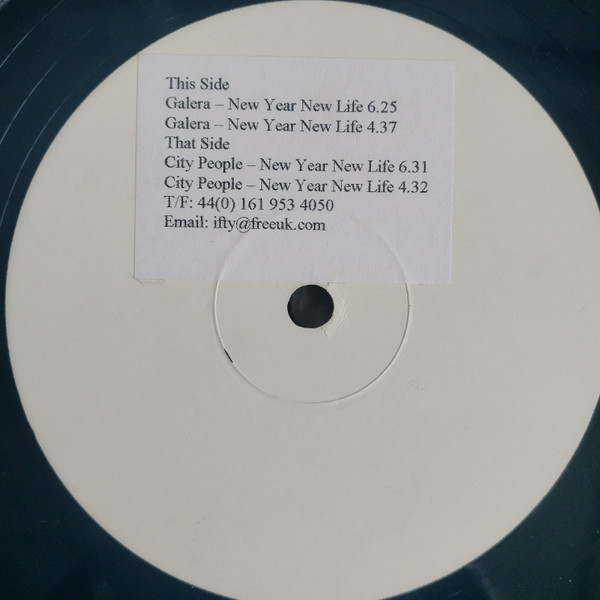 This Side
Galera – New Year New Life 6.25
Galera – New Year New Life 4.37
That Side
City People – New Year New Life 6.31
City People – New Year New Life 4.32
T/F: 44(0) 161 953 4050
Email: ifty@freeuk.com